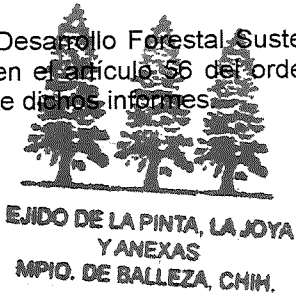 Desarrollo Forestal Suste
en el artículo 56 del orde
e dichos informes.
EJIDO DE LA PINTA, LA JOYA
Y ANEXAS
MPIO. DE BALLEZA, CHIH.